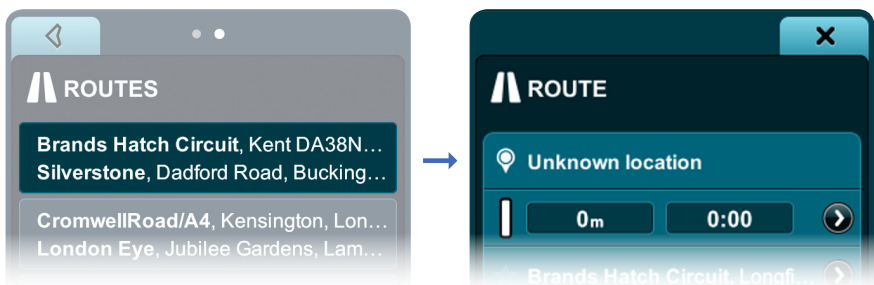 ROUTES
Brands Hatch Circuit, Kent DA38N...
Silverstone, Dadford Road, Bucking...
CromwellRoad/A4, Kensington, Lon...
London Eye, Jubilee Gardens, Lam...
ROUTE
Unknown location
0m 0:00
Brands Hatch Circuit, Longfi...